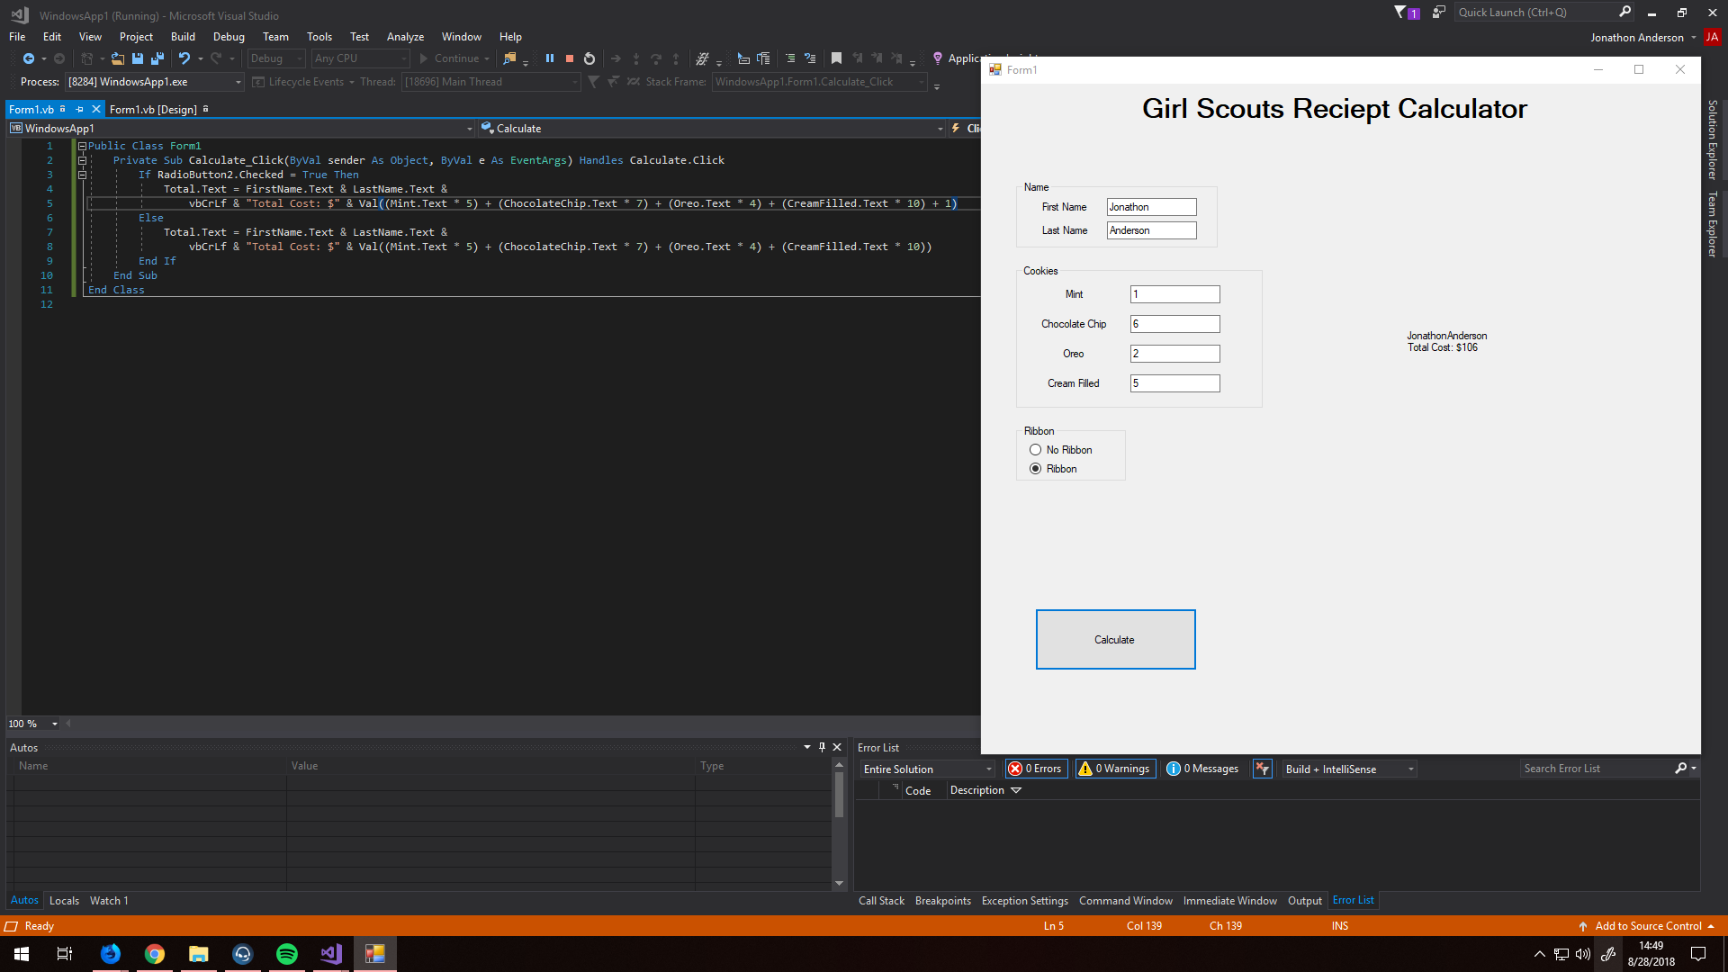 WindowsApp1 (Running) - Microsoft Visual Studio
1
Quick Launch (Ctrl+Q)
File Edit View Project Build Debug Team Tools Test Analyze Window Help
Jonathon Anderson JA
Debug Any CPU Continue
Process: [8284] WindowsApp1.exe Lifecycle Events Thread: [18696] Main Thread Stack Frame: WindowsApp1.Form1.Calculate_Click
Form1.vb Form1.vb [Design]
VB WindowsApp1 Calculate
1 Public Class Form1
2 Private Sub Calculate_Click(ByVal sender As Object, ByVal e As EventArgs) Handles Calculate.Click
3 If RadioButton2.Checked = True Then
4 Total.Text = FirstName.Text & LastName.Text &
5 vbCrLf & "Total Cost: $" & Val((Mint.Text * 5) + (ChocolateChip.Text * 7) + (Oreo.Text * 4) + (CreamFilled.Text * 10) + 1)
6 Else
7 Total.Text = FirstName.Text & LastName.Text &
8 vbCrLf & "Total Cost: $" & Val((Mint.Text * 5) + (ChocolateChip.Text * 7) + (Oreo.Text * 4) + (CreamFilled.Text * 10))
9 End If
10 End Sub
11 End Class
12
Form1
Girl Scouts Reciept Calculator
Name
First Name Jonathon
Last Name Anderson
Cookies
Mint 1
Chocolate Chip 6
Oreo 2
Cream Filled 5
JonathonAnderson
Total Cost: $106
Ribbon
No Ribbon
Ribbon
Calculate
Solution Explorer
Team Explorer
100 %
Autos
Name Value Type
Autos Locals Watch 1
Error List
Entire Solution 0 Errors 0 Warnings 0 Messages Build + IntelliSense Search Error List
Code Description
Call Stack Breakpoints Exception Settings Command Window Immediate Window Output Error List
Ready Ln 5 Col 139 Ch 139 INS Add to Source Control
14:49
8/28/2018